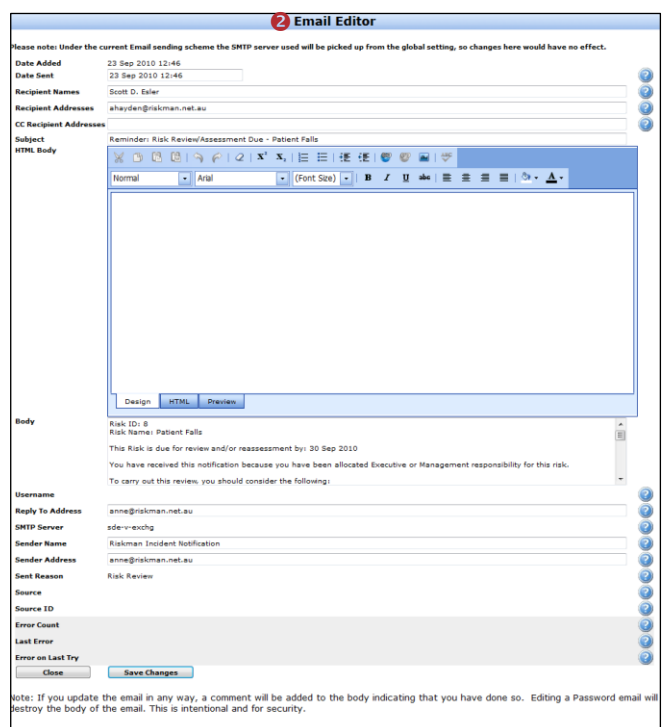 2 Email Editor
Please note: Under the current Email sending scheme the SMTP server used will be picked up from the global setting, so changes here would have no effect.
Date Added 23 Sep 2010 12:46
Date Sent 23 Sep 2010 12:46
Recipient Names Scott D. Esler
Recipient Addresses ahayden@riskman.net.au
CC Recipient Addresses
Subject Reminder: Risk Review/Assessment Due - Patient Falls
HTML Body
Normal Arial (Font Size) B I U abc A
Design HTML Preview
Body Risk ID: 8
Risk Name: Patient Falls
This Risk is due for review and/or reassessment by: 30 Sep 2010
You have received this notification because you have been allocated Executive or Management responsibility for this risk.
To carry out this review, you should consider the following:
Username
Reply To Address anne@riskman.net.au
SMTP Server sde-v-exchg
Sender Name Riskman Incident Notification
Sender Address anne@riskman.net.au
Sent Reason Risk Review
Source
Source ID
Error Count
Last Error
Error on Last Try
Close Save Changes
Note: If you update the email in any way, a comment will be added to the body indicating that you have done so. Editing a Password email will
destroy the body of the email. This is intentional and for security.